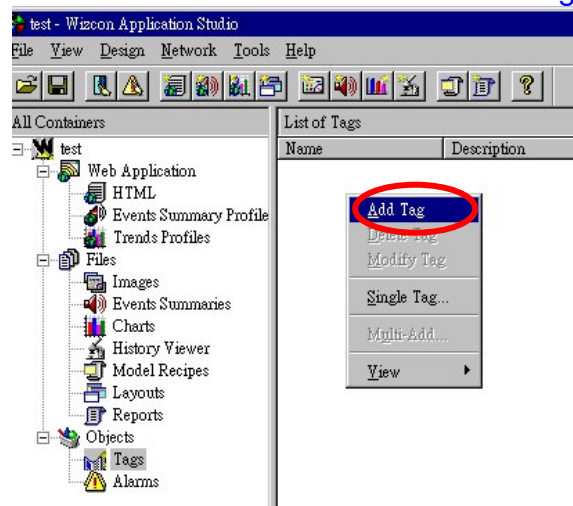 test - Wizcon Application Studio
File View Design Network Tools Help
All Containers
List of Tags
Name Description
test
Web Application
HTML
Events Summary Profile
Trends Profiles
Files
Images
Events Summaries
Charts
History Viewer
Model Recipes
Layouts
Reports
Objects
Tags
Alarms
Add Tag
Delete Tag
Modify Tag
Single Tag...
Multi-Add...
View